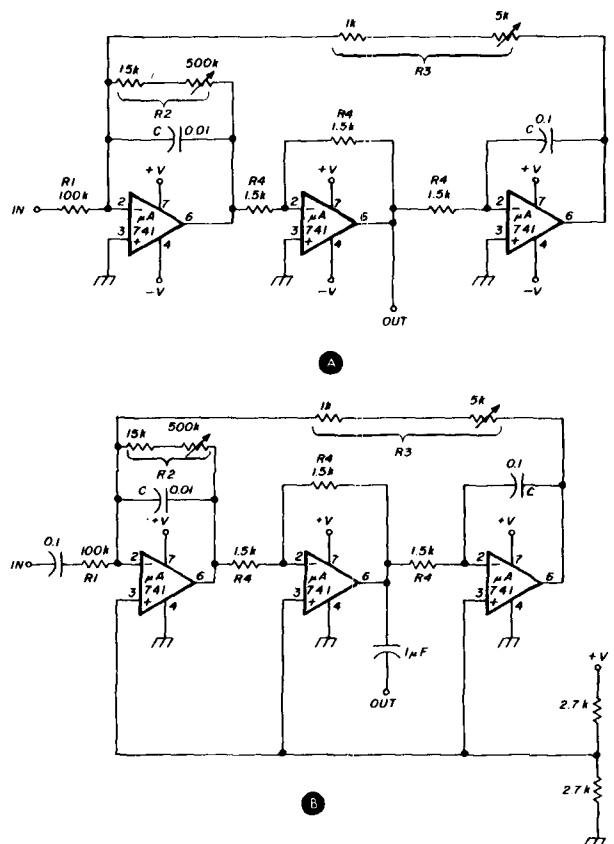 1k 5k
R3
15k 500k
R2
C 0.01
R4
1.5k
0.1
C
+V +V +V
R1
100k
R4
1.5k
R4
1.5k
IN
2 − 7
μA
741
6
3 + 4
2 − 7
μA
741
6
3 + 4
2 − 7
μA
741
6
3 + 4
−V −V −V
OUT
A
1k 5k
R3
15k 500k
R2
C 0.01
R4
1.5k
0.1
C
+V +V +V
0.1
100k
R1
1.5k
R4
1.5k
R4
IN
2 − 7
μA
741
6
3 + 4
2 − 7
μA
741
6
3 + 4
2 − 7
μA
741
6
3 + 4
1μF
OUT
+V
2.7k
2.7k
B